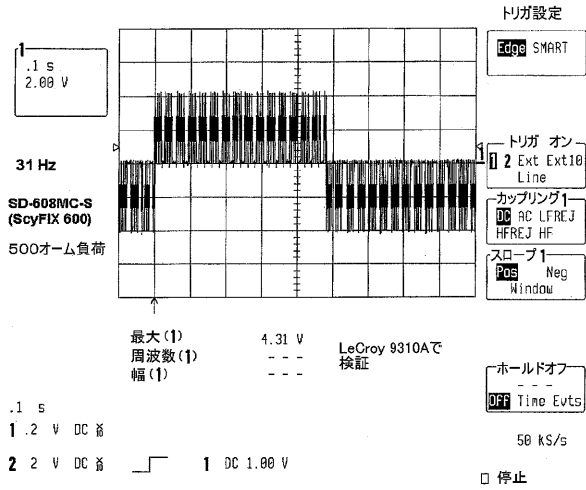 トリガ設定
Edge SMART
1
.1 s
2.00 V
1
トリガ オン
1 2 Ext Ext10
Line
31 Hz
カップリング1
DC AC LFREJ
HFREJ HF
SD-608MC-S
(ScyFIX 600)
500オーム負荷
スロープ1
Pos Neg
Window
最大(1) 4.31 V
周波数(1) - - -
幅(1) - - -
LeCroy 9310Aで
検証
ホールドオフ
- - -
Off Time Evts
.1 s
1 .2 V DC
50 kS/s
2 2 V DC
1 DC 1.00 V
停止